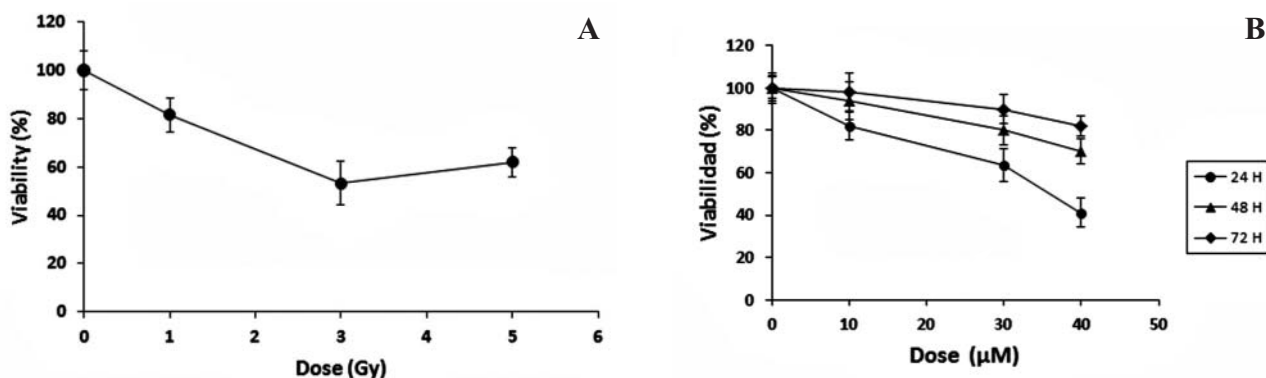 A
120
100
80
60
40
20
0
Viability (%)
0 1 2 3 4 5 6
Dose (Gy)
B
120
100
80
60
40
20
0
Viabilidad (%)
0 10 20 30 40 50
Dose (µM)
24 H
48 H
72 H